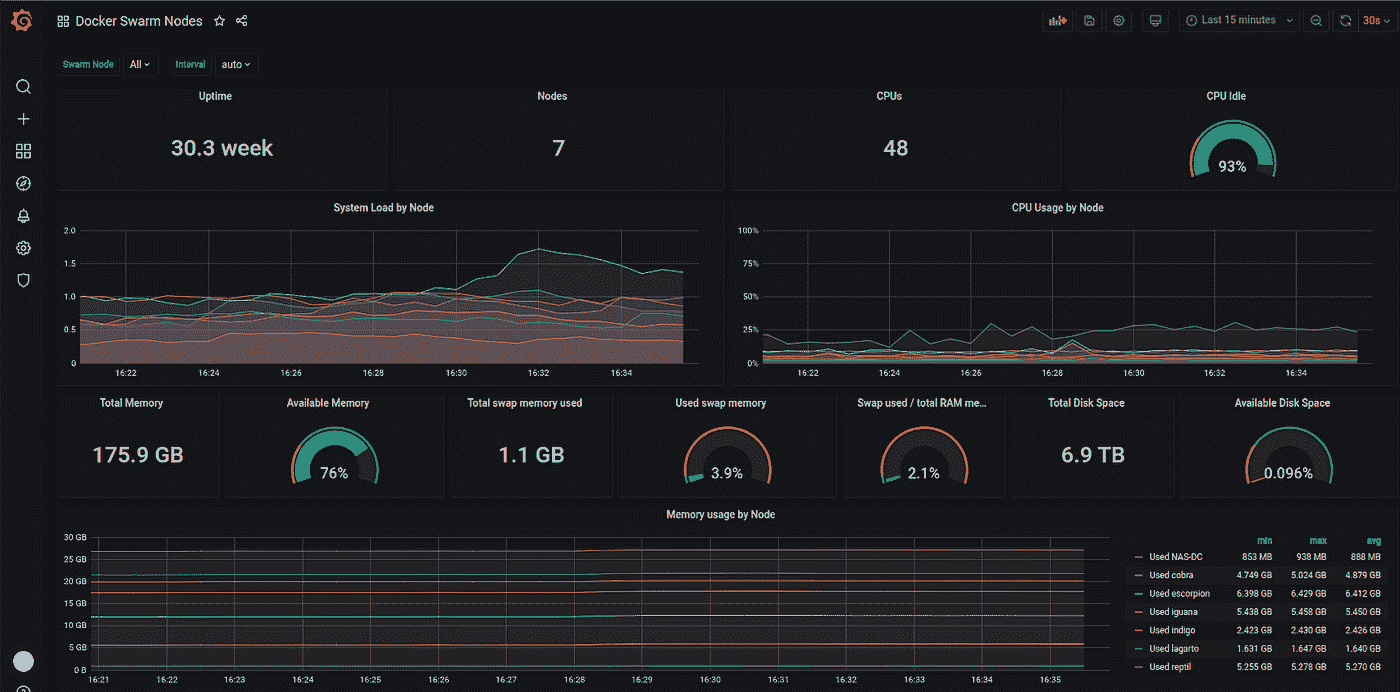 Docker Swarm Nodes
Last 15 minutes
30s
Swarm Node All Interval auto
Uptime
30.3 week
Nodes
7
CPUs
48
CPU Idle
93%
System Load by Node
2.0
1.5
1.0
0.5
0
16:22 16:24 16:26 16:28 16:30 16:32 16:34
CPU Usage by Node
100%
75%
50%
25%
0%
16:22 16:24 16:26 16:28 16:30 16:32 16:34
Total Memory
175.9 GB
Available Memory
76%
Total swap memory used
1.1 GB
Used swap memory
3.9%
Swap used / total RAM me...
2.1%
Total Disk Space
6.9 TB
Available Disk Space
0.096%
Memory usage by Node
30 GB
25 GB
20 GB
15 GB
10 GB
5 GB
0 B
16:21 16:22 16:23 16:24 16:25 16:26 16:27 16:28 16:29 16:30 16:31 16:32 16:33 16:34 16:35
min max avg
Used NAS-DC 853 MB 938 MB 888 MB
Used cobra 4.749 GB 5.024 GB 4.879 GB
Used escorpion 6.398 GB 6.429 GB 6.412 GB
Used iguana 5.438 GB 5.458 GB 5.450 GB
Used indigo 2.423 GB 2.430 GB 2.426 GB
Used lagarto 1.631 GB 1.647 GB 1.640 GB
Used reptil 5.255 GB 5.278 GB 5.270 GB